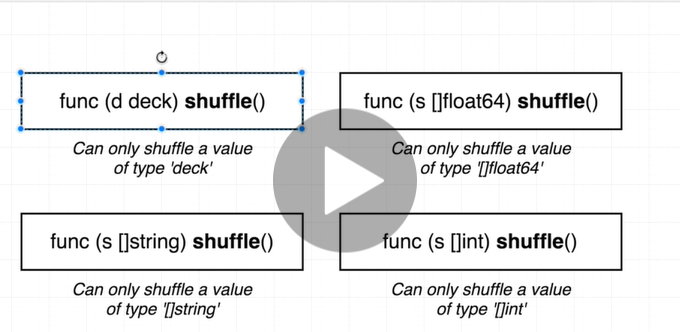 func (d deck) shuffle()
func (s []float64) shuffle()
Can only shuffle a value
of type 'deck'
Can only shuffle a value
of type '[]float64'
func (s []string) shuffle()
func (s []int) shuffle()
Can only shuffle a value
of type '[]string'
Can only shuffle a value
of type '[]int'